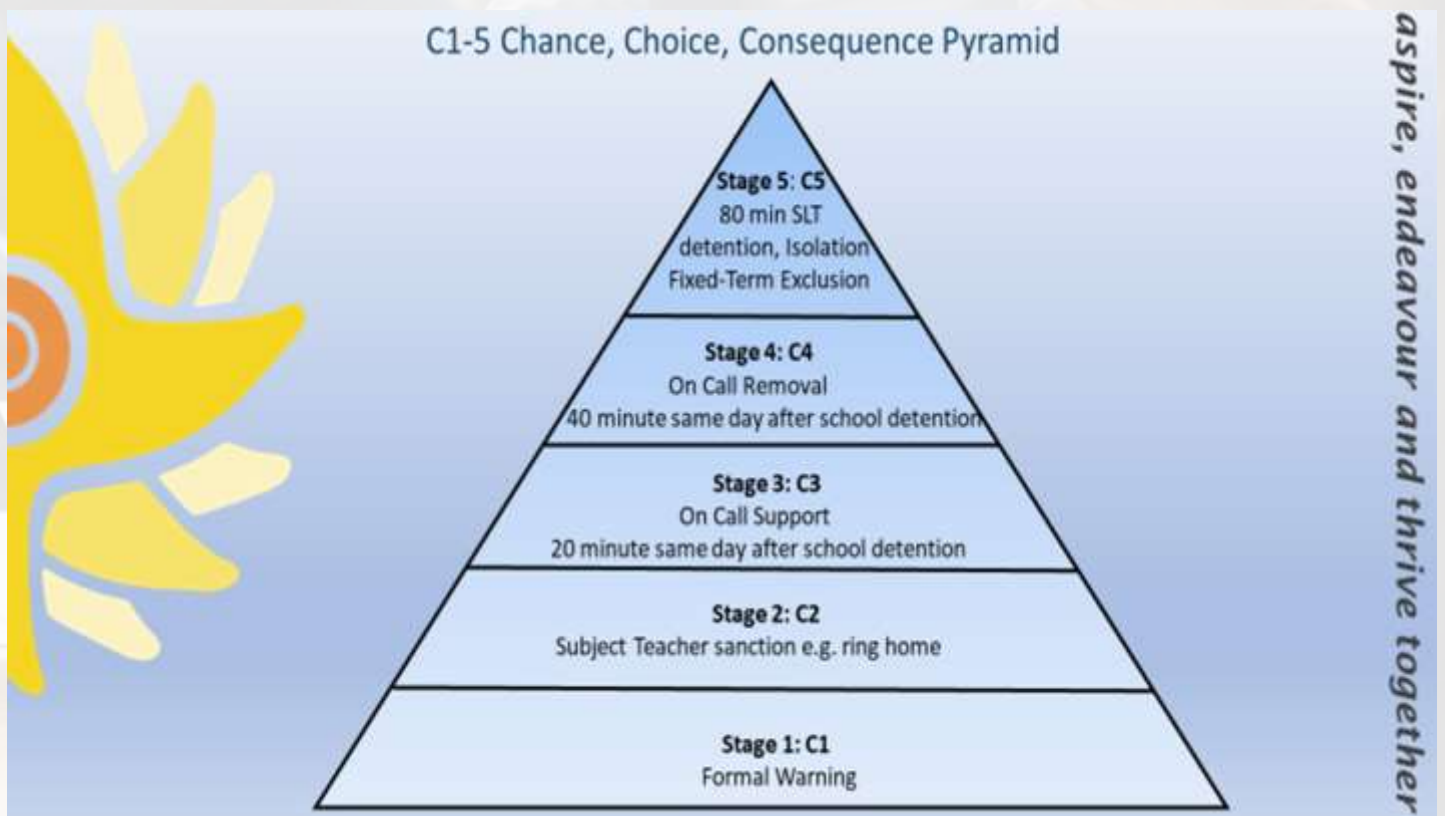 C1-5 Chance, Choice, Consequence Pyramid
Stage 5: C5
80 min SLT
detention, Isolation
Fixed-Term Exclusion
Stage 4: C4
On Call Removal
40 minute same day after school detention
Stage 3: C3
On Call Support
20 minute same day after school detention
Stage 2: C2
Subject Teacher sanction e.g. ring home
Stage 1: C1
Formal Warning
aspire, endeavour and thrive together